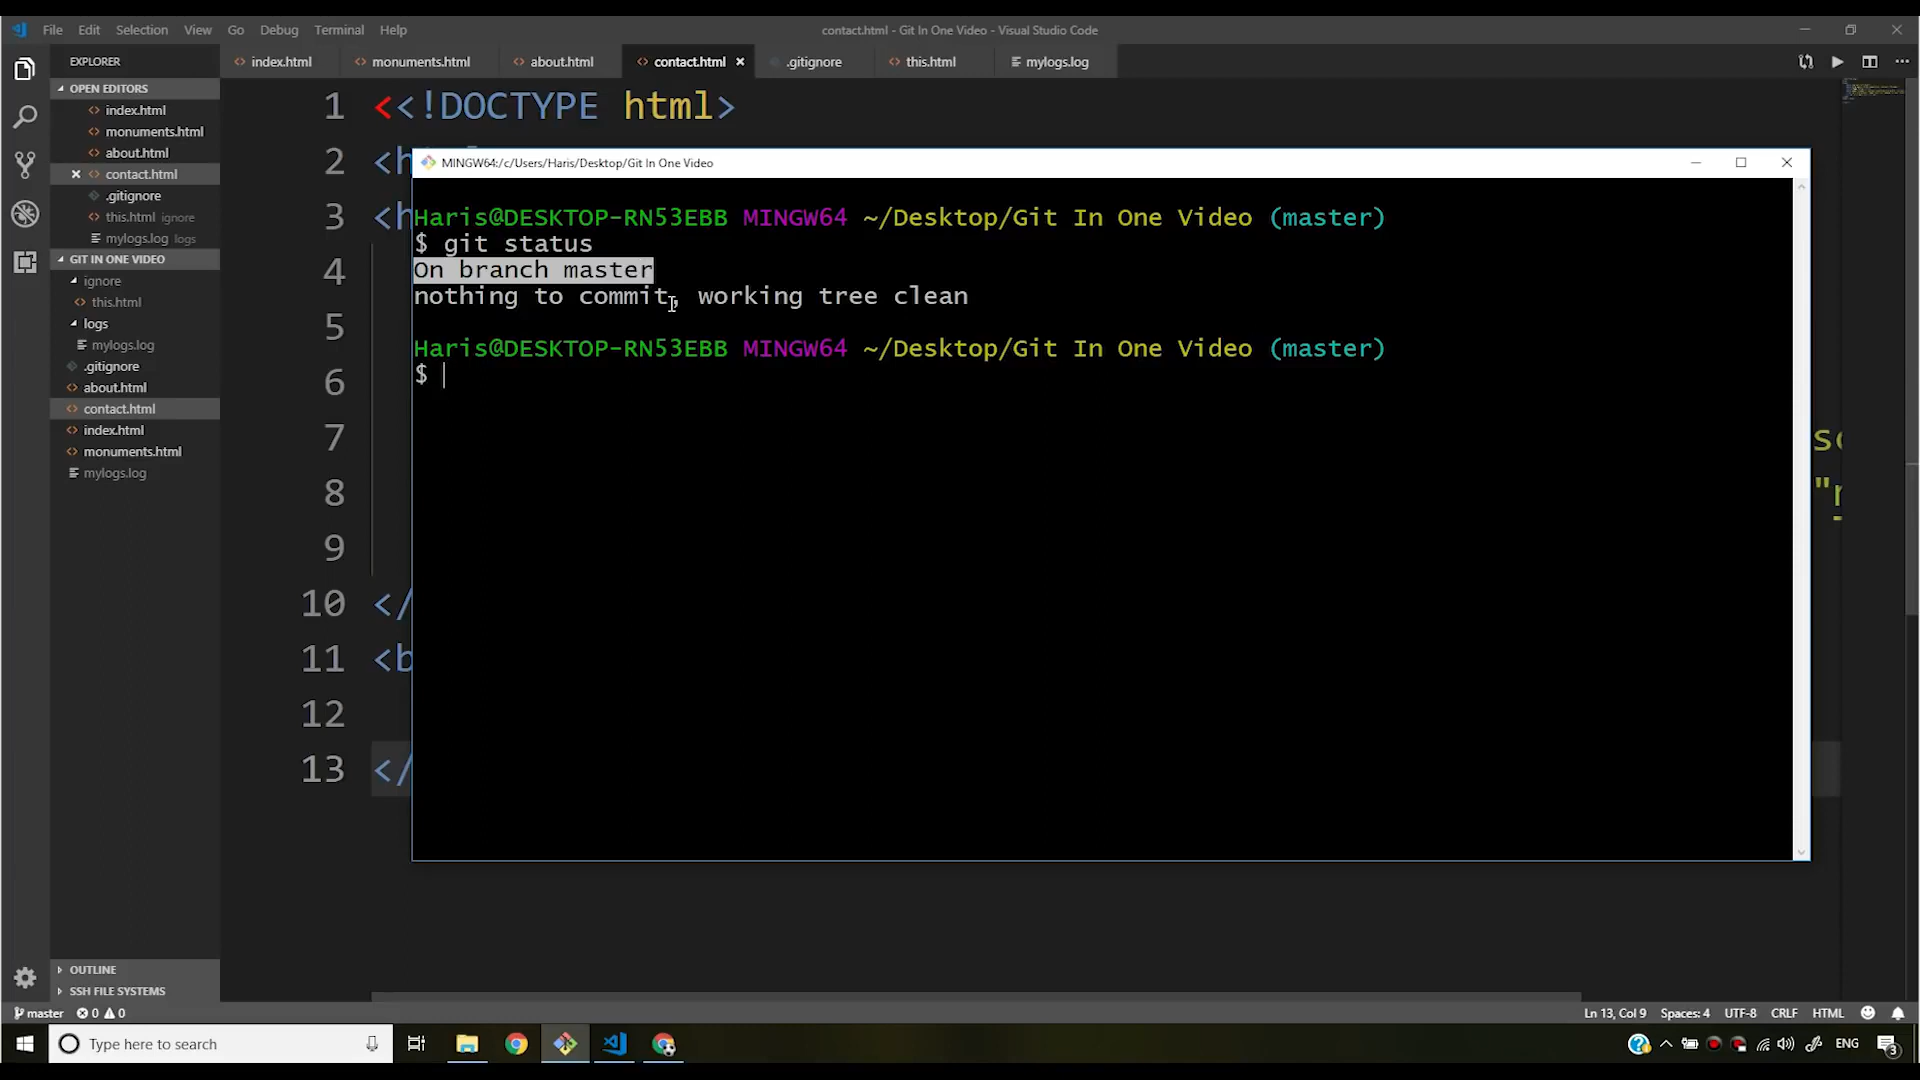 File Edit Selection View Go Debug Terminal Help
contact.html - Git In One Video - Visual Studio Code
EXPLORER
index.html
monuments.html
about.html
contact.html
.gitignore
this.html
mylogs.log
OPEN EDITORS
index.html
monuments.html
about.html
contact.html
.gitignore
this.html ignore
mylogs.log logs
GIT IN ONE VIDEO
ignore
this.html
logs
mylogs.log
.gitignore
about.html
contact.html
index.html
monuments.html
mylogs.log
OUTLINE
SSH FILE SYSTEMS
1 <<!DOCTYPE html>
2 <h
3 <h
4
5
6
7
8 "r
9
10 </
11 <b
12
13 </
MINGW64:/c/Users/Haris/Desktop/Git In One Video
Haris@DESKTOP-RN53EBB MINGW64 ~/Desktop/Git In One Video (master)
$ git status
On branch master
nothing to commit, working tree clean
Haris@DESKTOP-RN53EBB MINGW64 ~/Desktop/Git In One Video (master)
$
master 0 0
Ln 13, Col 9 Spaces: 4 UTF-8 CRLF HTML
Type here to search
ENG
3